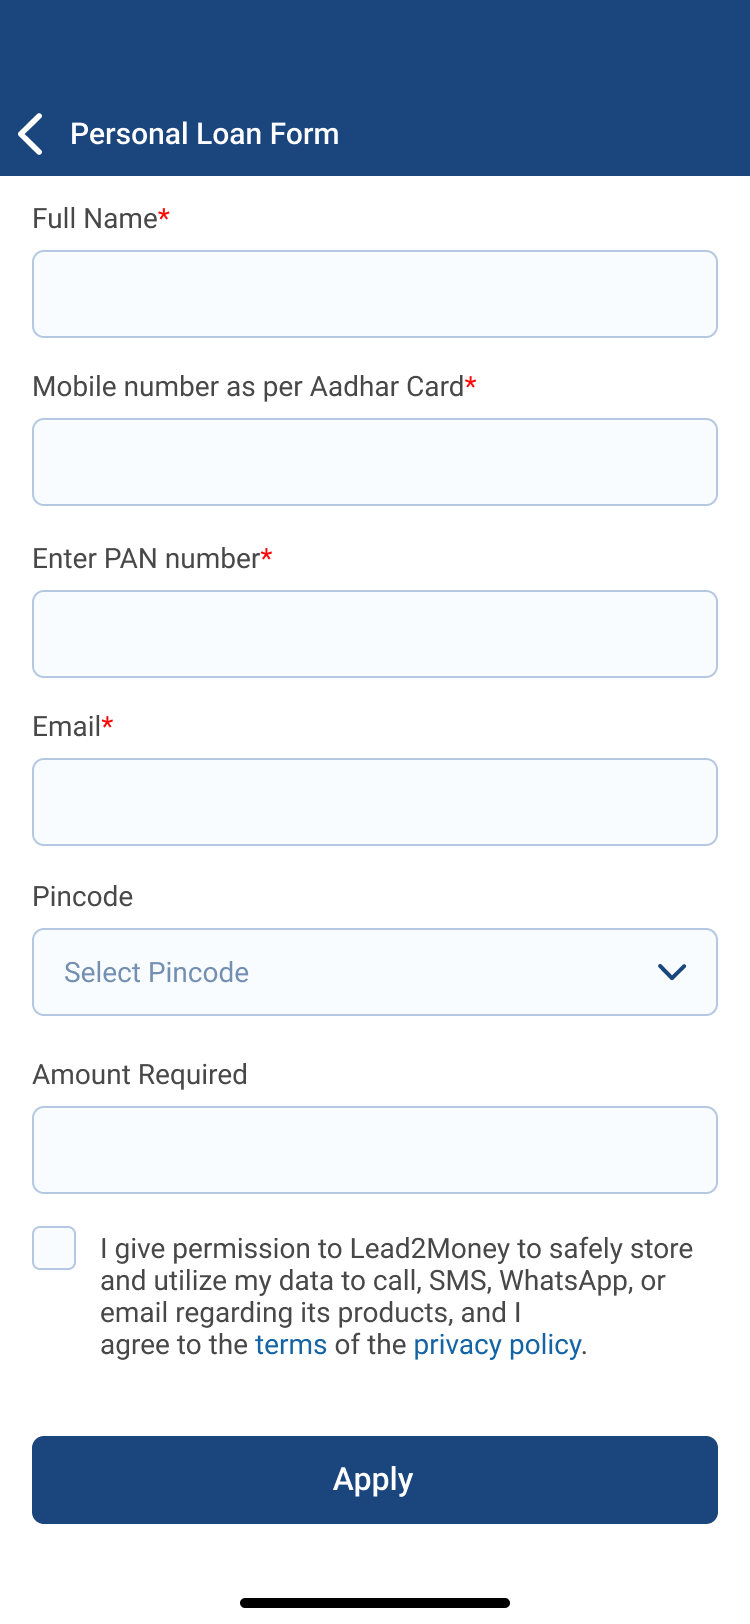 Personal Loan Form
Full Name*
Mobile number as per Aadhar Card*
Enter PAN number*
Email*
Pincode
Select Pincode
Amount Required
I give permission to Lead2Money to safely store
and utilize my data to call, SMS, WhatsApp, or
email regarding its products, and I
agree to the terms of the privacy policy.
Apply